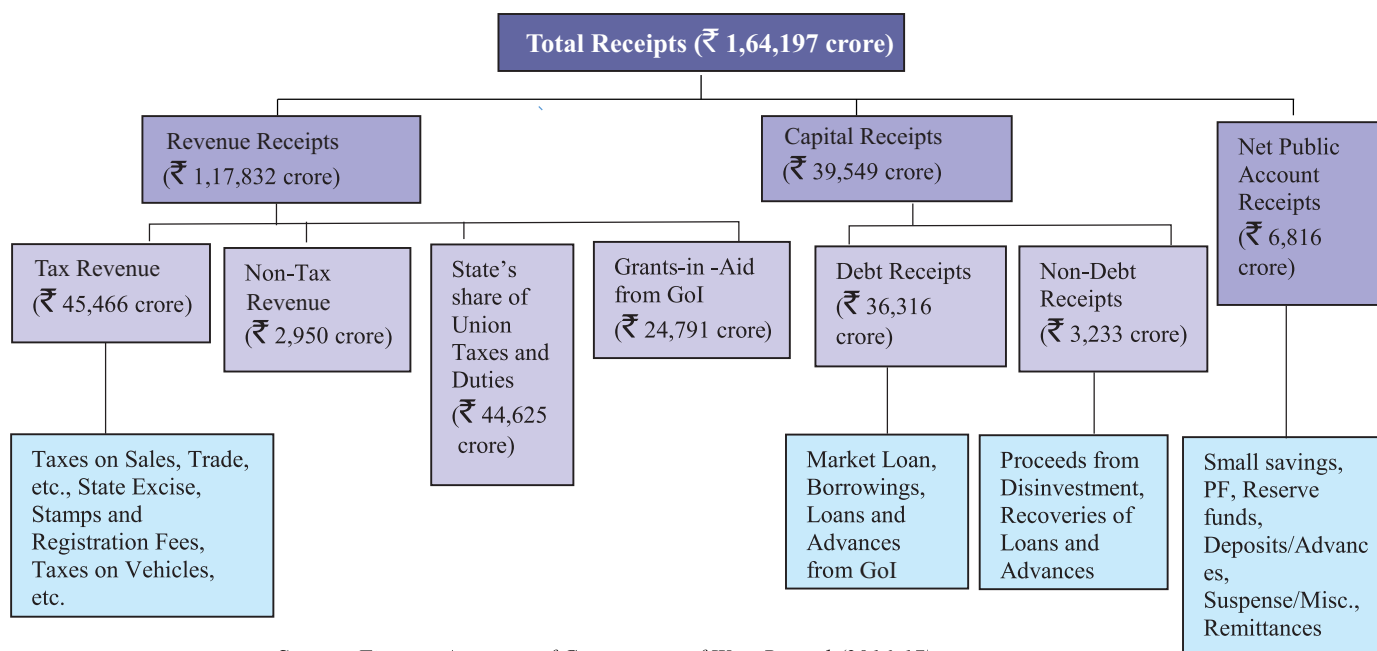 Total Receipts (₹ 1,64,197 crore)
Revenue Receipts
(₹ 1,17,832 crore)
Capital Receipts
(₹ 39,549 crore)
Net Public
Account
Receipts
(₹ 6,816
crore)
Tax Revenue
(₹ 45,466 crore)
Non-Tax
Revenue
(₹ 2,950 crore)
State's
share of
Union
Taxes and
Duties
(₹ 44,625
crore)
Grants-in -Aid
from GoI
(₹ 24,791 crore)
Debt Receipts
(₹ 36,316
crore)
Non-Debt
Receipts
(₹ 3,233 crore)
Taxes on Sales, Trade,
etc., State Excise,
Stamps and
Registration Fees,
Taxes on Vehicles,
etc.
Market Loan,
Borrowings,
Loans and
Advances
from GoI
Proceeds from
Disinvestment,
Recoveries of
Loans and
Advances
Small savings,
PF, Reserve
funds,
Deposits/Advanc
es,
Suspense/Misc.,
Remittances